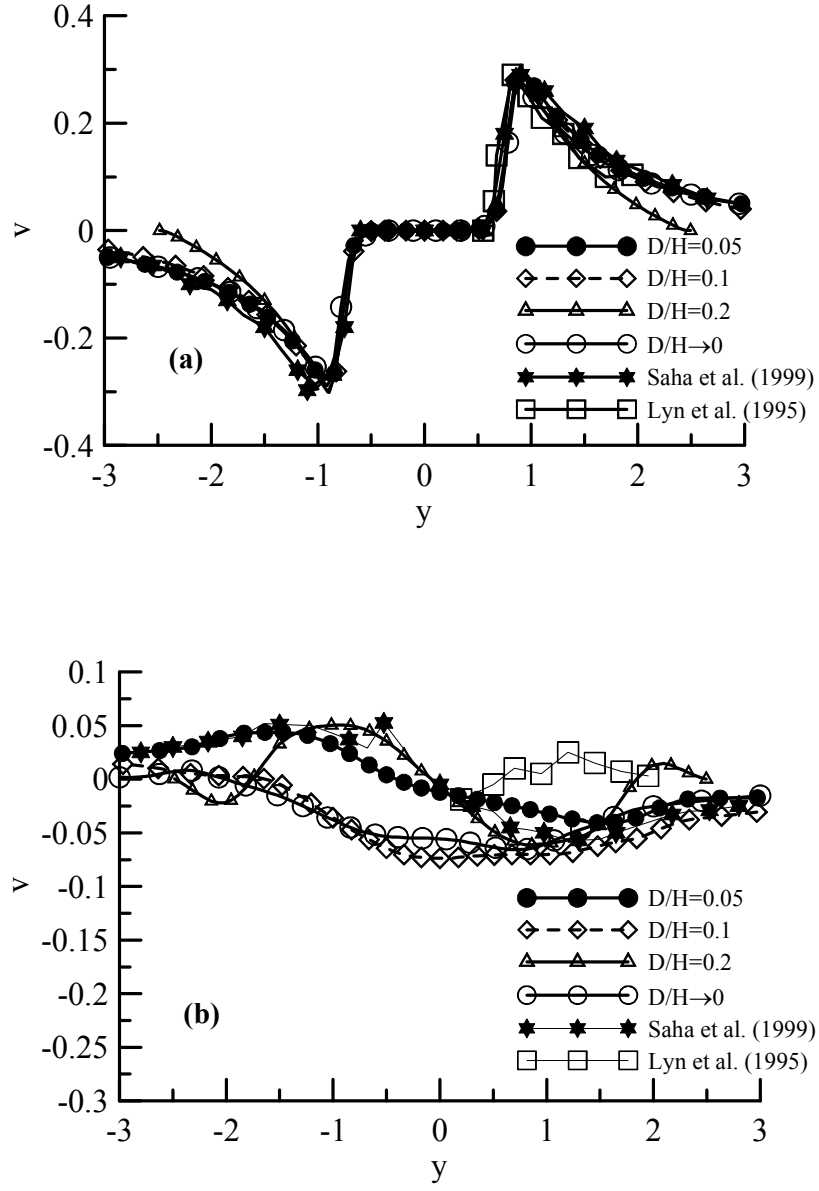 0.4
0.2
0
-0.2
-0.4
v
(a)
D/H=0.05
D/H=0.1
D/H=0.2
D/H→0
Saha et al. (1999)
Lyn et al. (1995)
-3 -2 -1 0 1 2 3
y
0.1
0.05
0
-0.05
-0.1
-0.15
-0.2
-0.25
-0.3
v
(b)
D/H=0.05
D/H=0.1
D/H=0.2
D/H→0
Saha et al. (1999)
Lyn et al. (1995)
-3 -2 -1 0 1 2 3
y